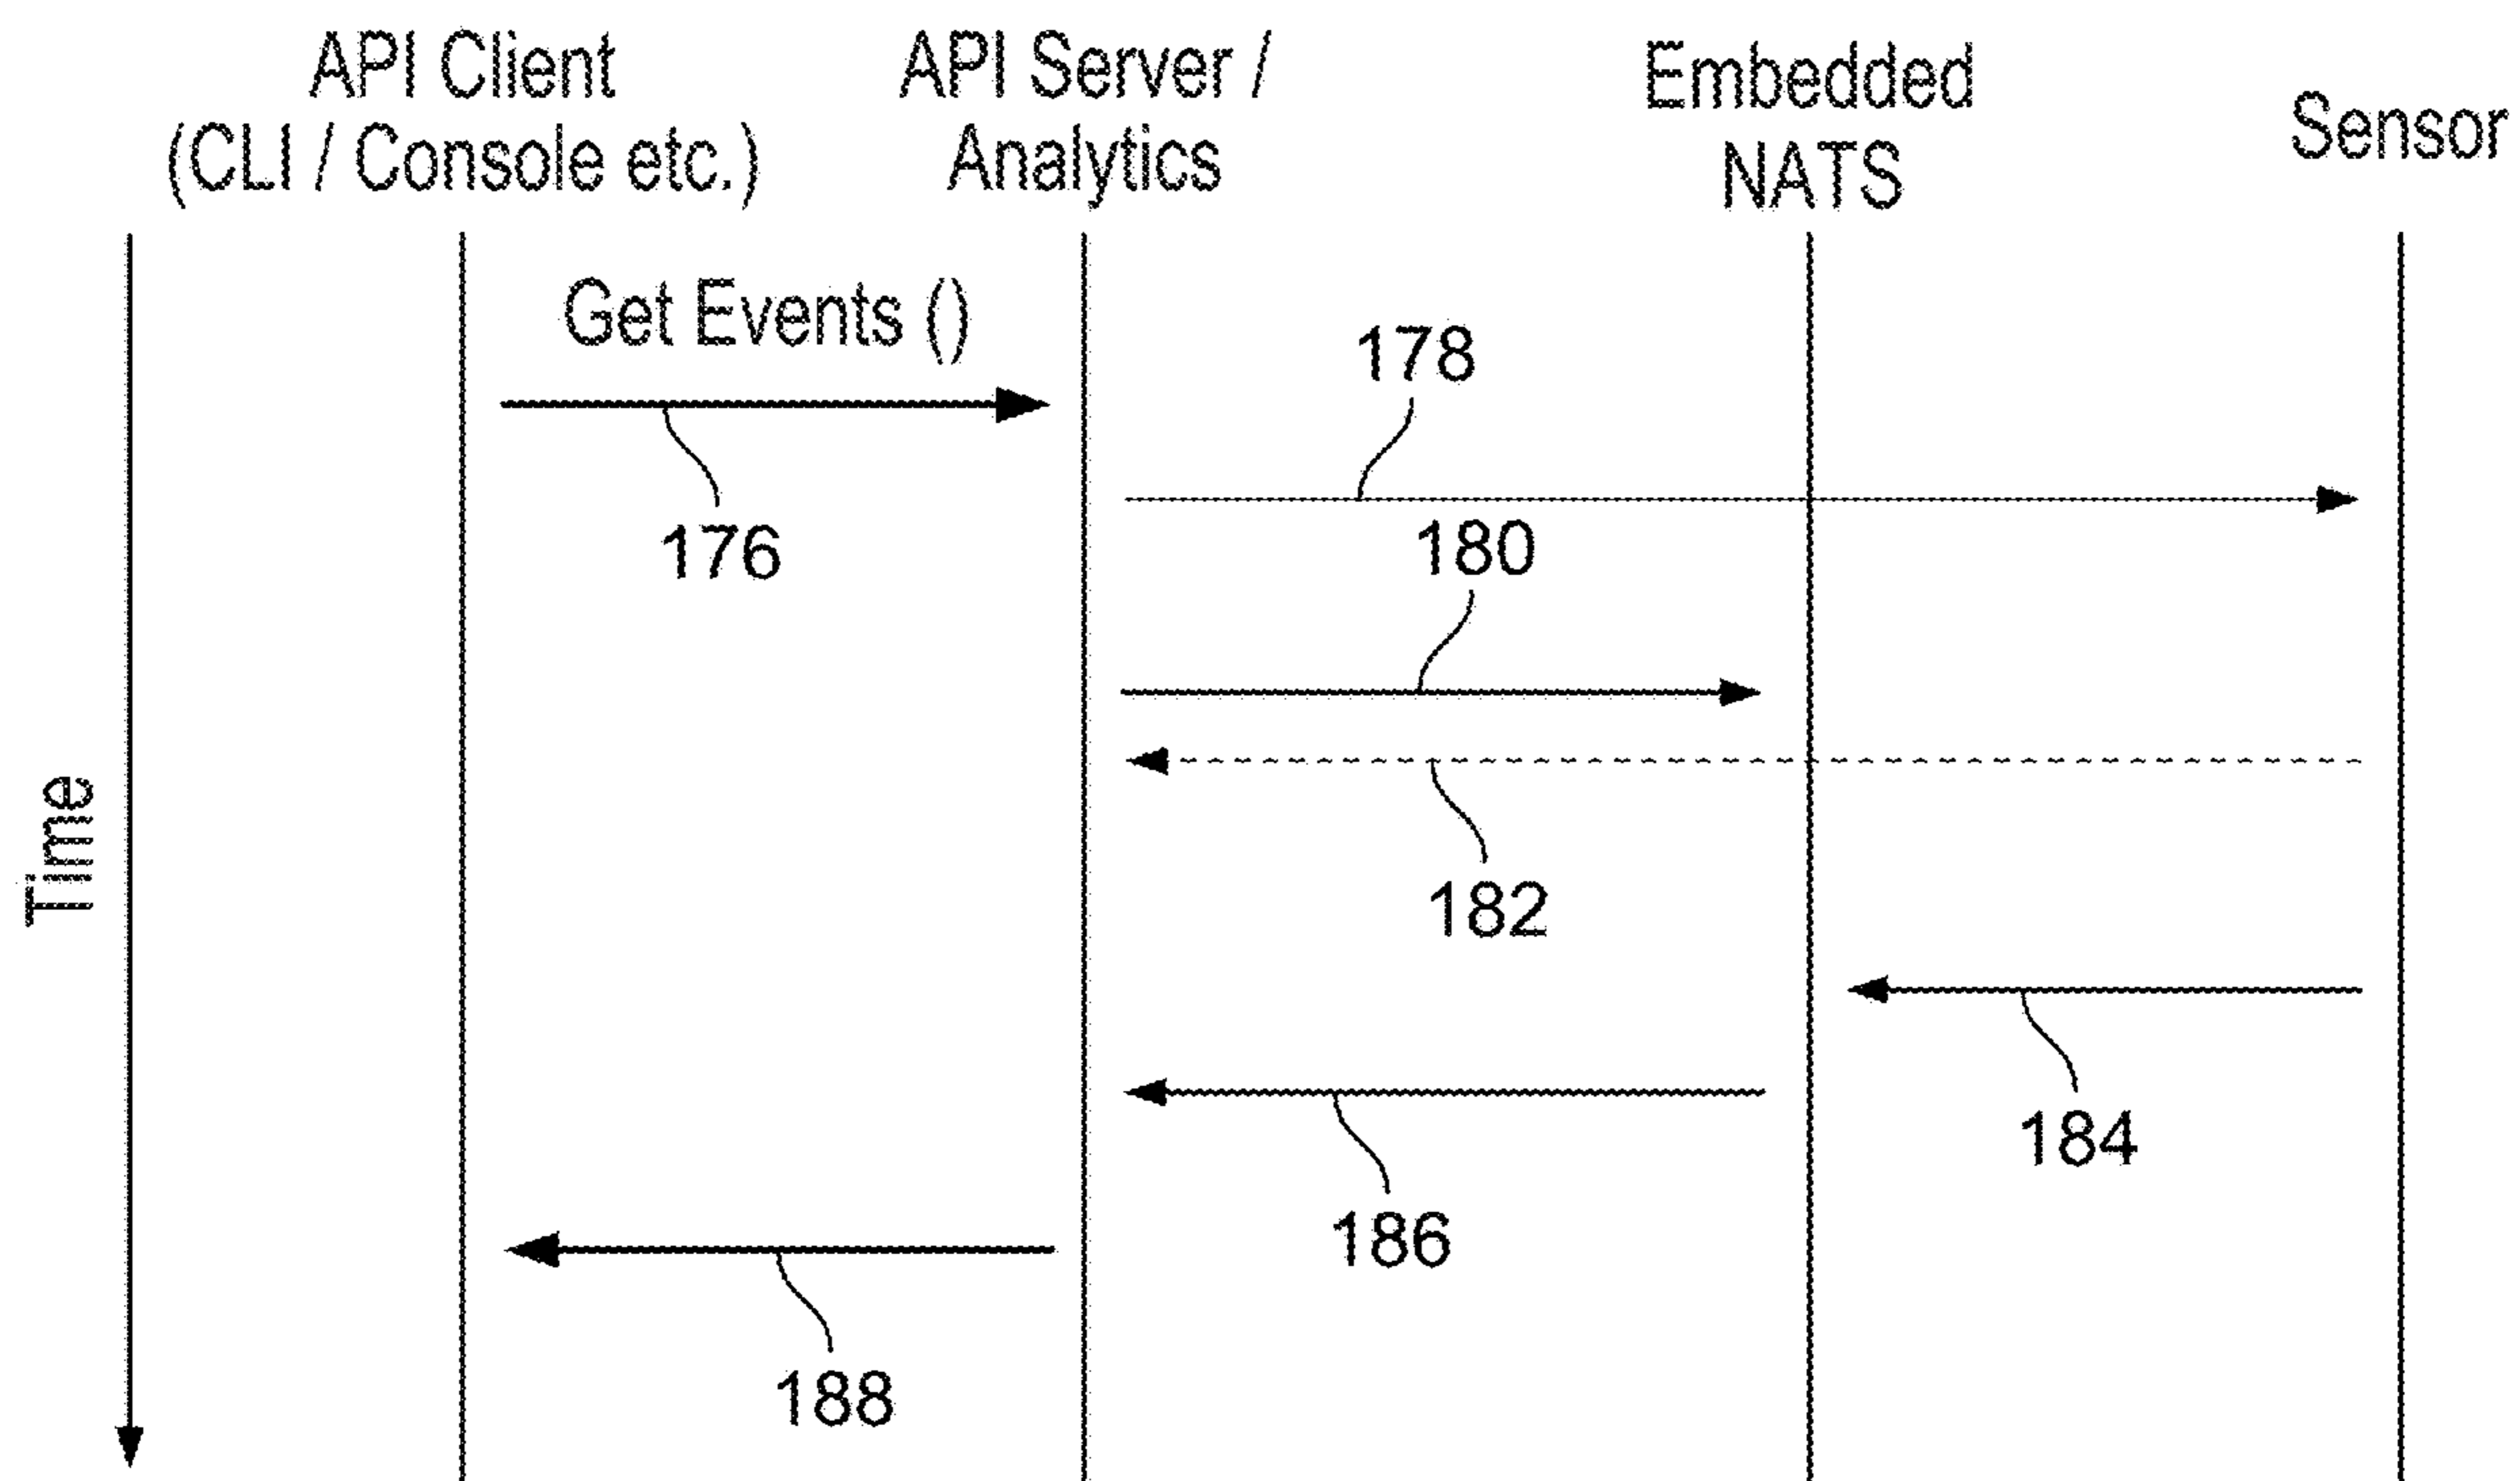 API Client
(CLI / Console etc.)
API Server /
Analytics
Embedded
NATS
Sensor
Get Events ()
178
176
180
182
Time
184
186
188